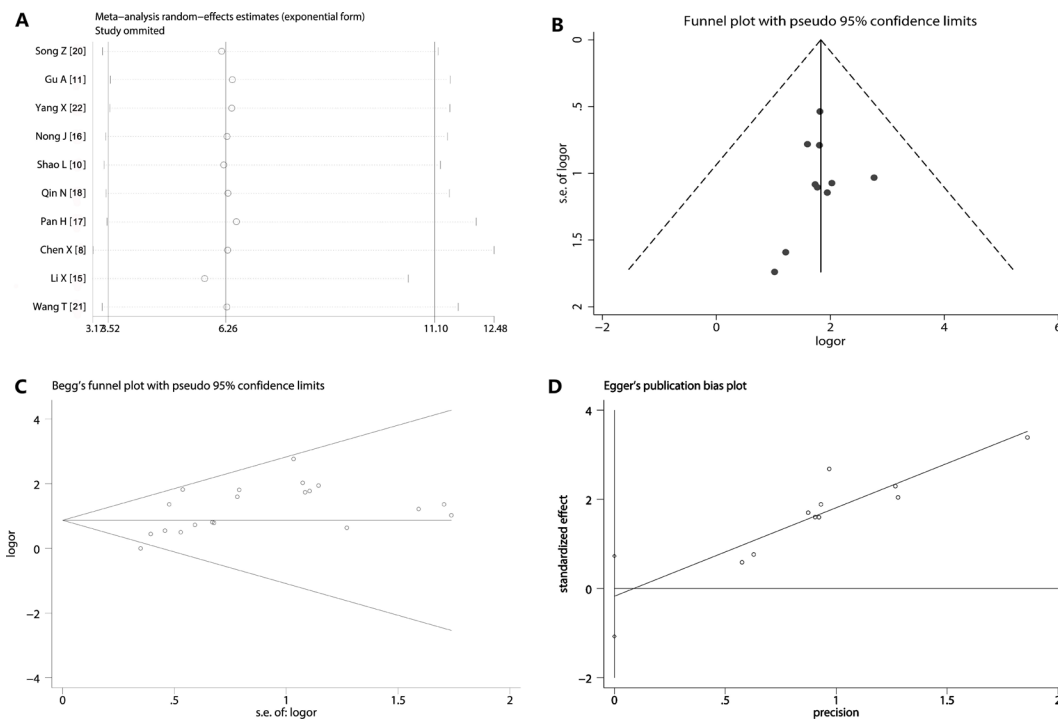 A
Meta-analysis random-effects estimates (exponential form)
Study ommited
Song Z [20]
Gu A [11]
Yang X [22]
Nong J [16]
Shao L [10]
Qin N [18]
Pan H [17]
Chen X [8]
Li X [15]
Wang T [21]
3.52 6.26 11.10 12.48
B
Funnel plot with pseudo 95% confidence limits
s.e. of logor
0
.5
1
1.5
2
-2 0 2 4 6
logor
C
Begg's funnel plot with pseudo 95% confidence limits
logor
4
2
0
-2
-4
0 .5 1 1.5 2
s.e. of: logor
D
Egger's publication bias plot
standardized effect
4
2
0
-2
0 .5 1 1.5 2
precision